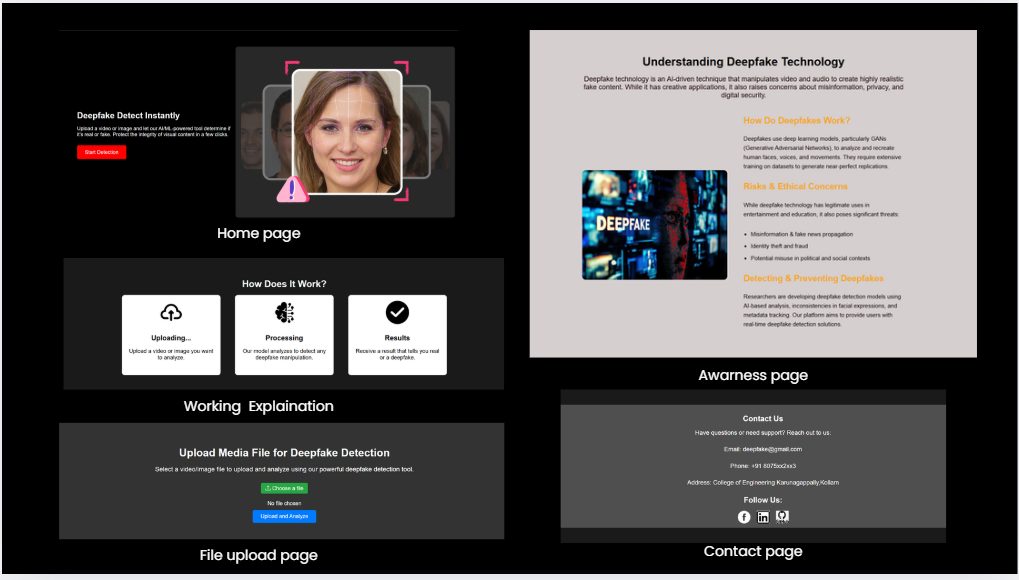 Deepfake Detect Instantly
Upload a video or image and let our AI/ML-powered tool determine if
it's real or fake. Protect the integrity of visual content in a few clicks.
Start Detection
Home page
How Does It Work?
Uploading...
Upload a video or image you want
to analyze.
Processing
Our model analyzes to detect any
deepfake manipulation.
Results
Receive a result that tells you real
or a deepfake.
Working Explaination
Upload Media File for Deepfake Detection
Select a video/image file to upload and analyze using our powerful deepfake detection tool.
Choose a file
No file chosen
Upload and Analyze
File upload page
Understanding Deepfake Technology
Deepfake technology is an AI-driven technique that manipulates video and audio to create highly realistic
fake content. While it has creative applications, it also raises concerns about misinformation, privacy, and
digital security.
DEEPFAKE
How Do Deepfakes Work?
Deepfakes use deep learning models, particularly GANs
(Generative Adversarial Networks), to analyze and recreate
human faces, voices, and movements. They require extensive
training on datasets to generate near-perfect replications.
Risks & Ethical Concerns
While deepfake technology has legitimate uses in
entertainment and education, it also poses significant threats:
• Misinformation & fake news propagation
• Identity theft and fraud
• Potential misuse in political and social contexts
Detecting & Preventing Deepfakes
Researchers are developing deepfake detection models using
AI-based analysis, inconsistencies in facial expressions, and
metadata tracking. Our platform aims to provide users with
real-time deepfake detection solutions.
Awarness page
Contact Us
Have questions or need support? Reach out to us:
Email: deepfake@gmail.com
Phone: +91 8075xx2xx3
Address: College of Engineering Karunagappally,Kollam
Follow Us:
Contact page